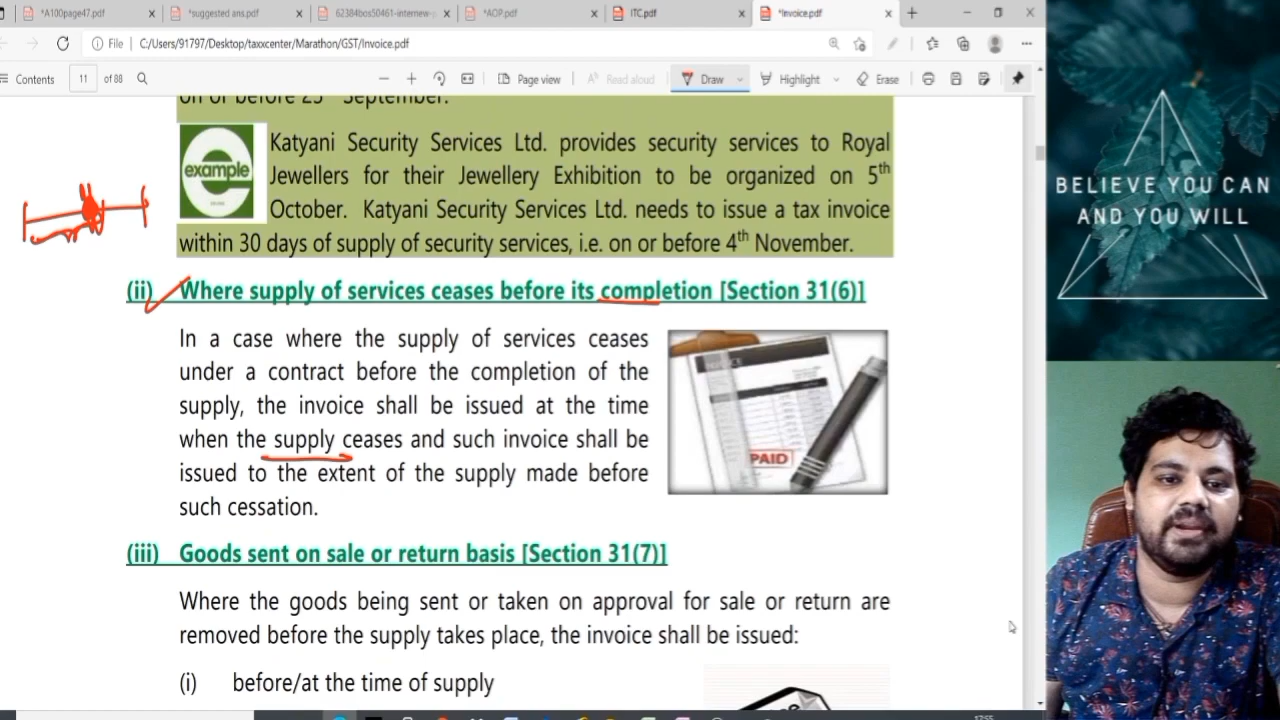 *A100page47.pdf
*suggested ans.pdf
62384bos50461-internew-
*AOP.pdf
ITC.pdf
*Invoice.pdf
File
C:/Users/91797/Desktop/taxxcenter/Marathon/GST/Invoice.pdf
Contents
11
of 88
Page view
Read aloud
Draw
Highlight
Erase
on or before 25 September.
example
Katyani Security Services Ltd. provides security services to Royal
Jewellers for their Jewellery Exhibition to be organized on 5th
October. Katyani Security Services Ltd. needs to issue a tax invoice
within 30 days of supply of security services, i.e. on or before 4th November.
(ii) Where supply of services ceases before its completion [Section 31(6)]
In a case where the supply of services ceases
under a contract before the completion of the
supply, the invoice shall be issued at the time
when the supply ceases and such invoice shall be
issued to the extent of the supply made before
such cessation.
PAID
(iii) Goods sent on sale or return basis [Section 31(7)]
Where the goods being sent or taken on approval for sale or return are
removed before the supply takes place, the invoice shall be issued:
(i) before/at the time of supply
BELIEVE YOU CAN
AND YOU WILL